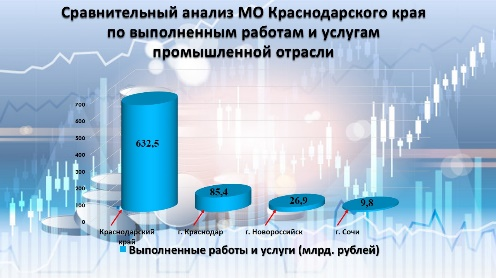 Сравнительный анализ МО Краснодарского края
по выполненным работам и услугам
промышленной отрасли
700
600
500
400
300
200
100
0
632,5
85,4
26,9
9,8
Краснодарский
край
г. Краснодар
г. Новороссийск
г. Сочи
Выполненные работы и услуги (млрд. рублей)